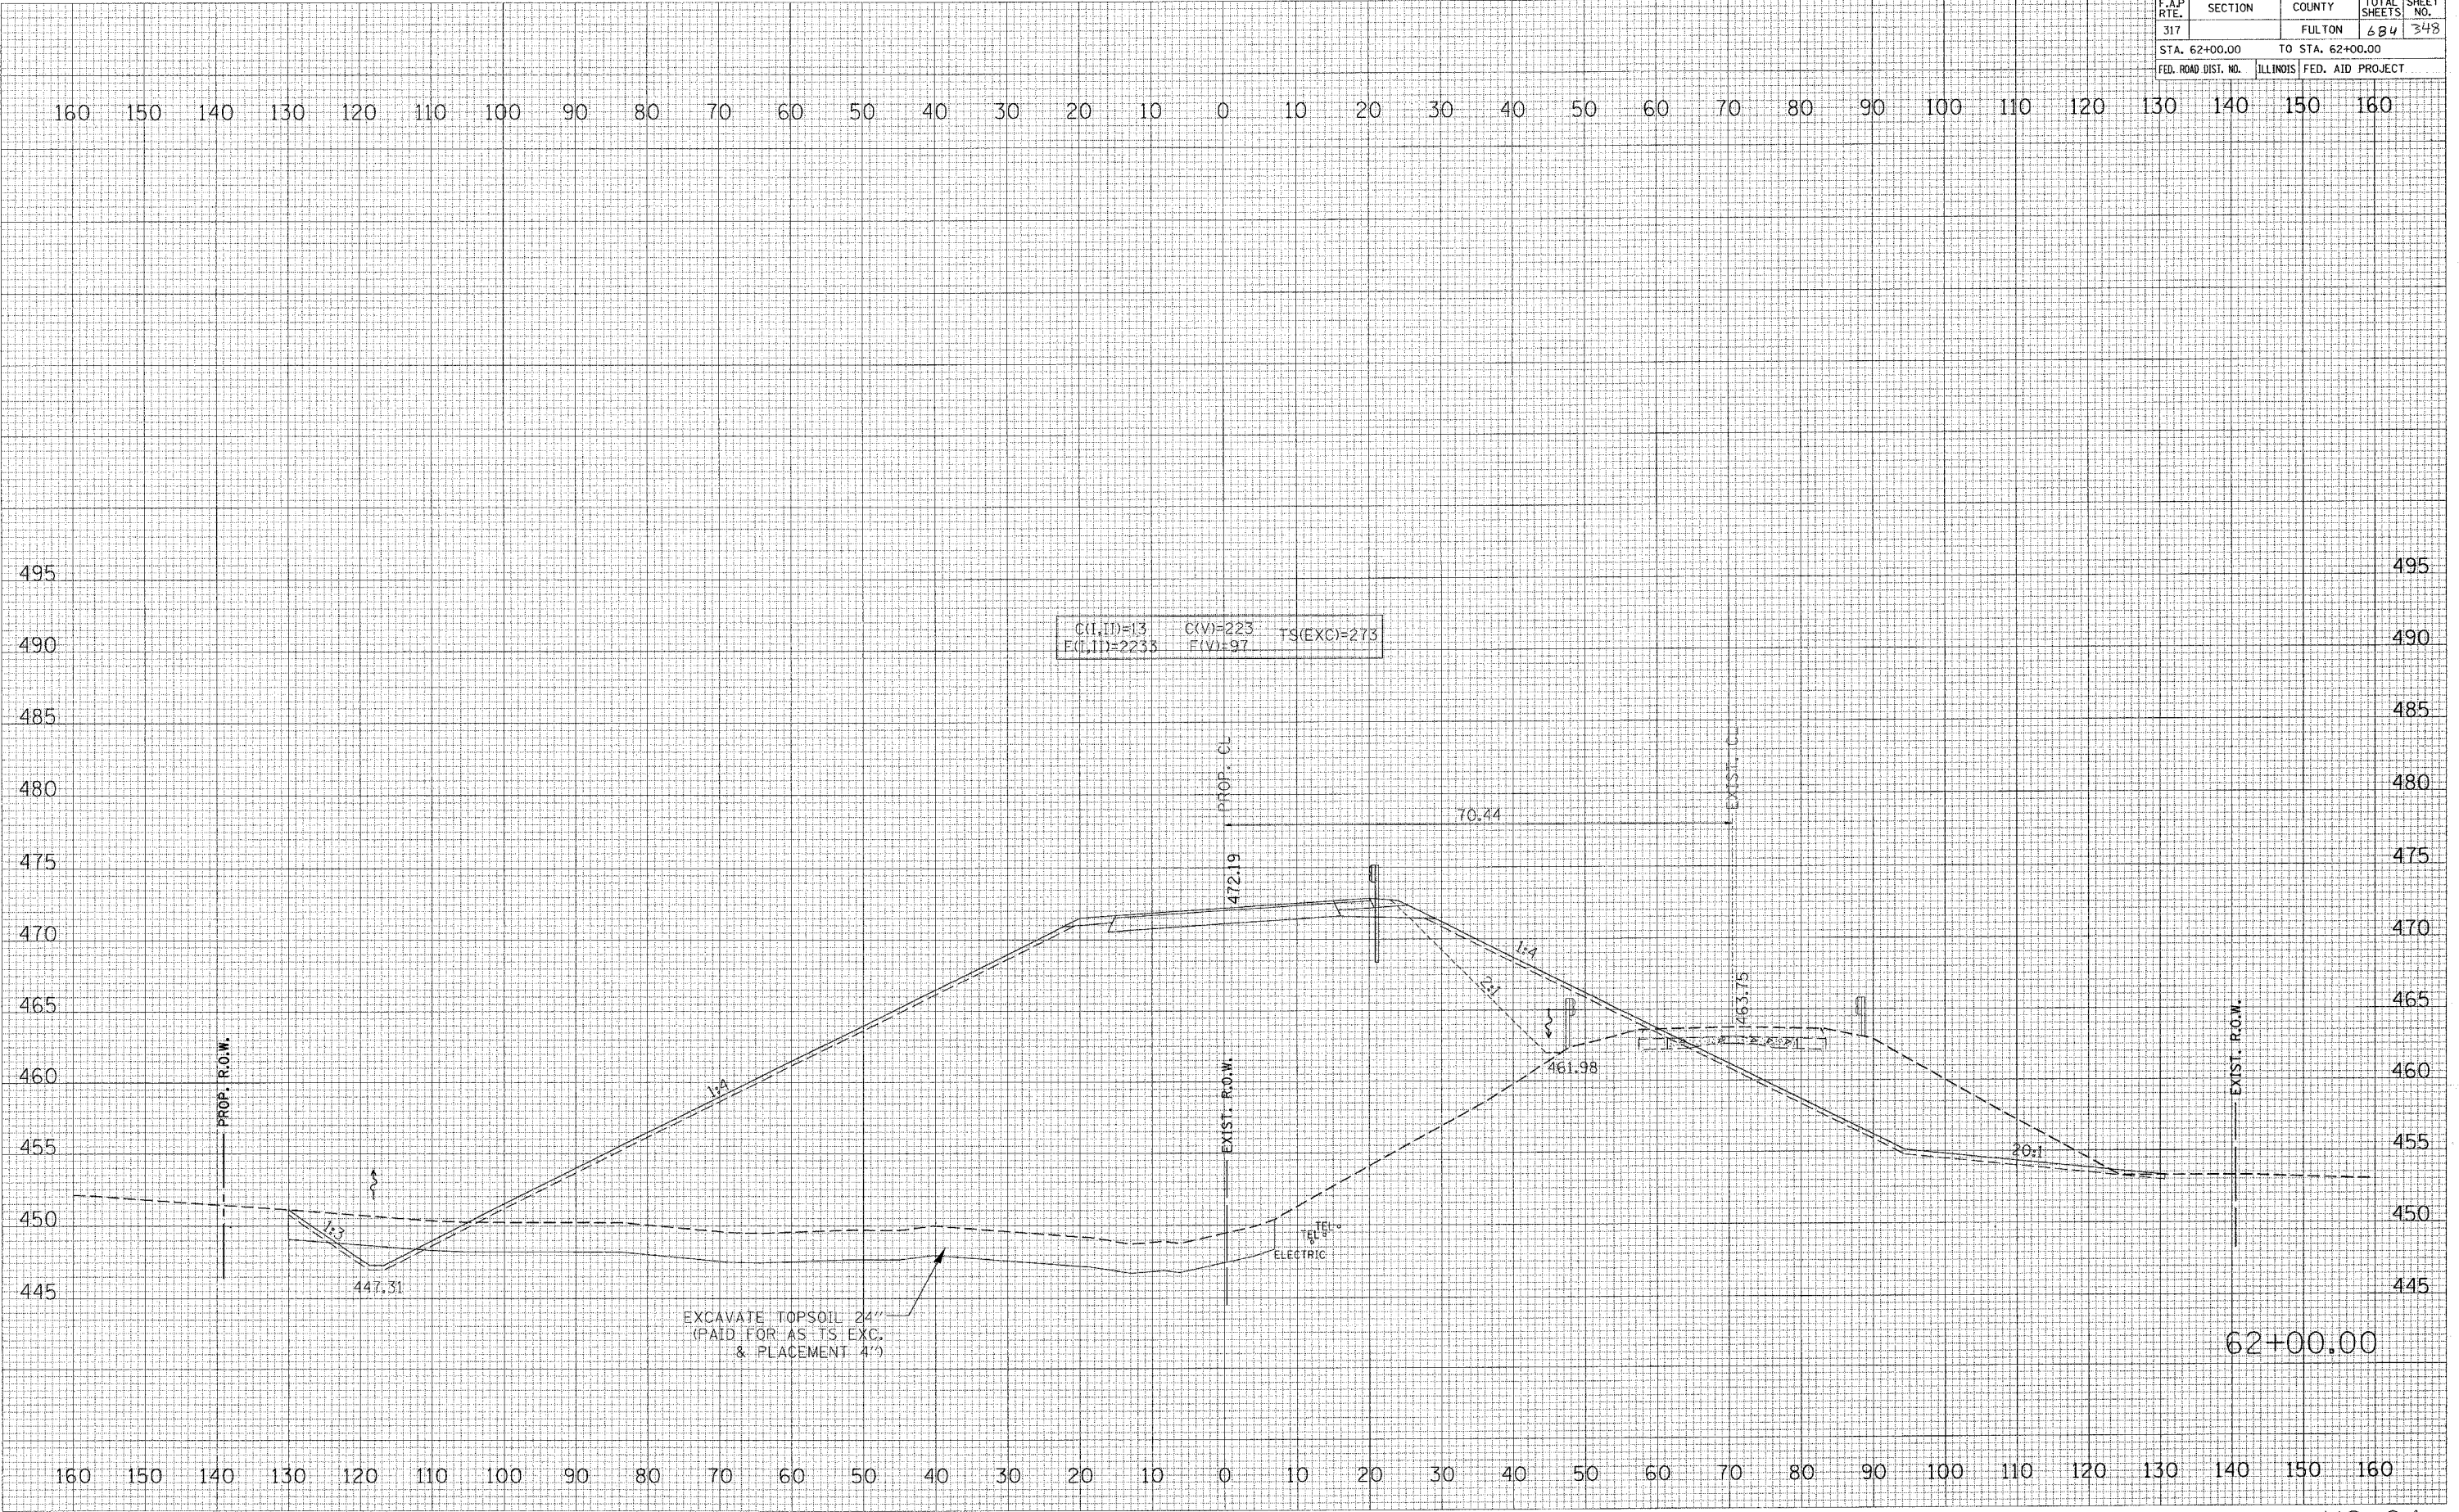 F.A.P RTE. SECTION COUNTY TOTAL SHEETS SHEET NO.
317 FULTON 684 348
STA. 62+00.00 TO STA. 62+00.00
FED. ROAD DIST. NO. ILLINOIS FED. AID PROJECT
160 150 140 130 120 110 100 90 80 70 60 50 40 30 20 10 0 10 20 30 40 50 60 70 80 90 100 110 120 130 140 150 160
495 495
C(I,II)=13 C(V)=223 TS(EXC)=273
F(I,II)=2233 F(V)=97
490 490
485 485
PROP. CL
EXIST. CL
480 480
70.44
475 475
472.19
470 470
1:4
2:1
463.75
465 465
461.98
PROP. R.O.W.
EXIST. R.O.W.
EXIST. R.O.W.
460 460
1:4
455 455
20:1
450 450
1:3
TEL
TEL
ELECTRIC
447.31
445 445
EXCAVATE TOPSOIL 24"
(PAID FOR AS TS EXC.
& PLACEMENT 4")
62+00.00
160 150 140 130 120 110 100 90 80 70 60 50 40 30 20 10 0 10 20 30 40 50 60 70 80 90 100 110 120 130 140 150 160